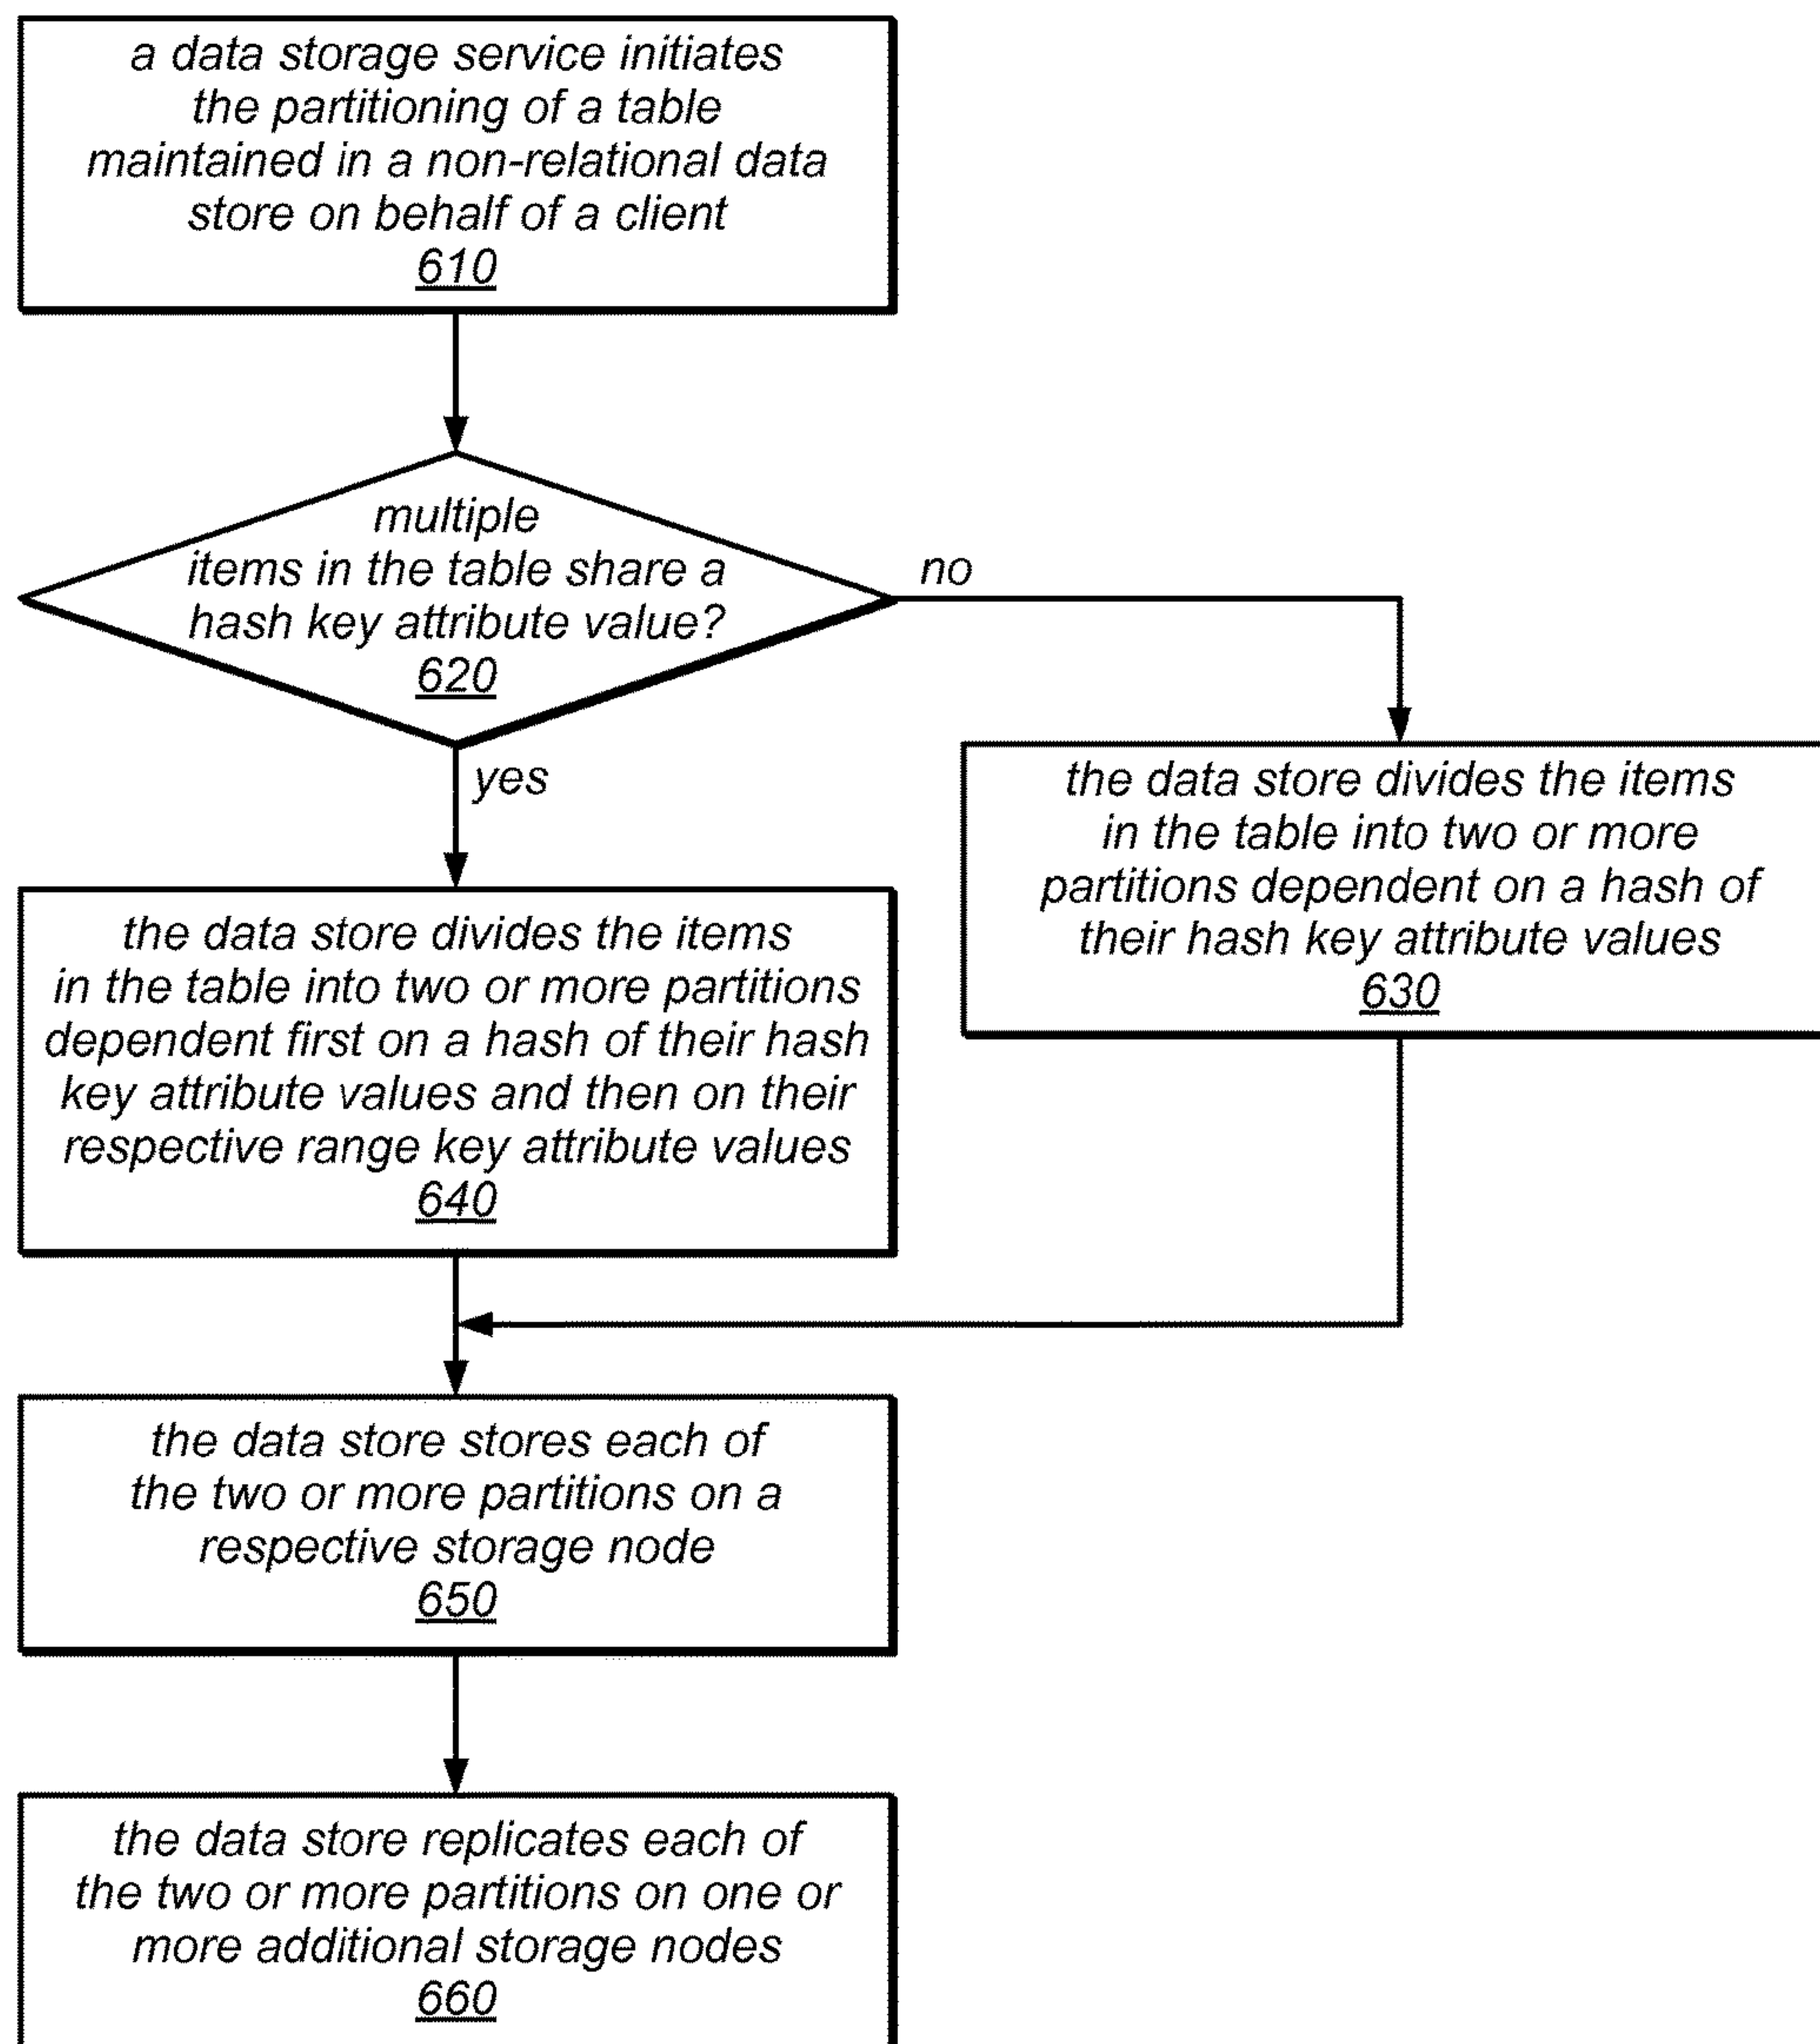 a data storage service initiates
the partitioning of a table
maintained in a non-relational data
store on behalf of a client
610
multiple
items in the table share a
hash key attribute value?
620
no
yes
the data store divides the items
in the table into two or more
partitions dependent on a hash of
their hash key attribute values
630
the data store divides the items
in the table into two or more partitions
dependent first on a hash of their hash
key attribute values and then on their
respective range key attribute values
640
the data store stores each of
the two or more partitions on a
respective storage node
650
the data store replicates each of
the two or more partitions on one or
more additional storage nodes
660